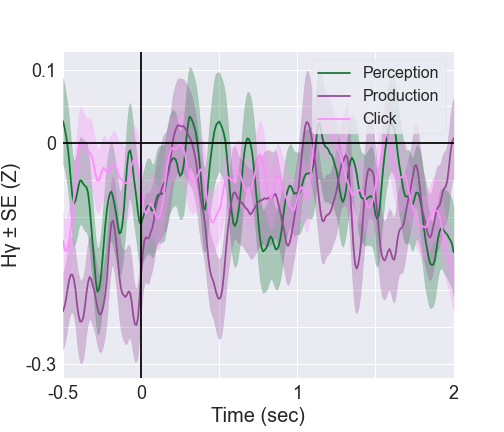 0.1
0
-0.3
Hγ ± SE (Z)
Perception
Production
Click
-0.5 0 1 2
Time (sec)